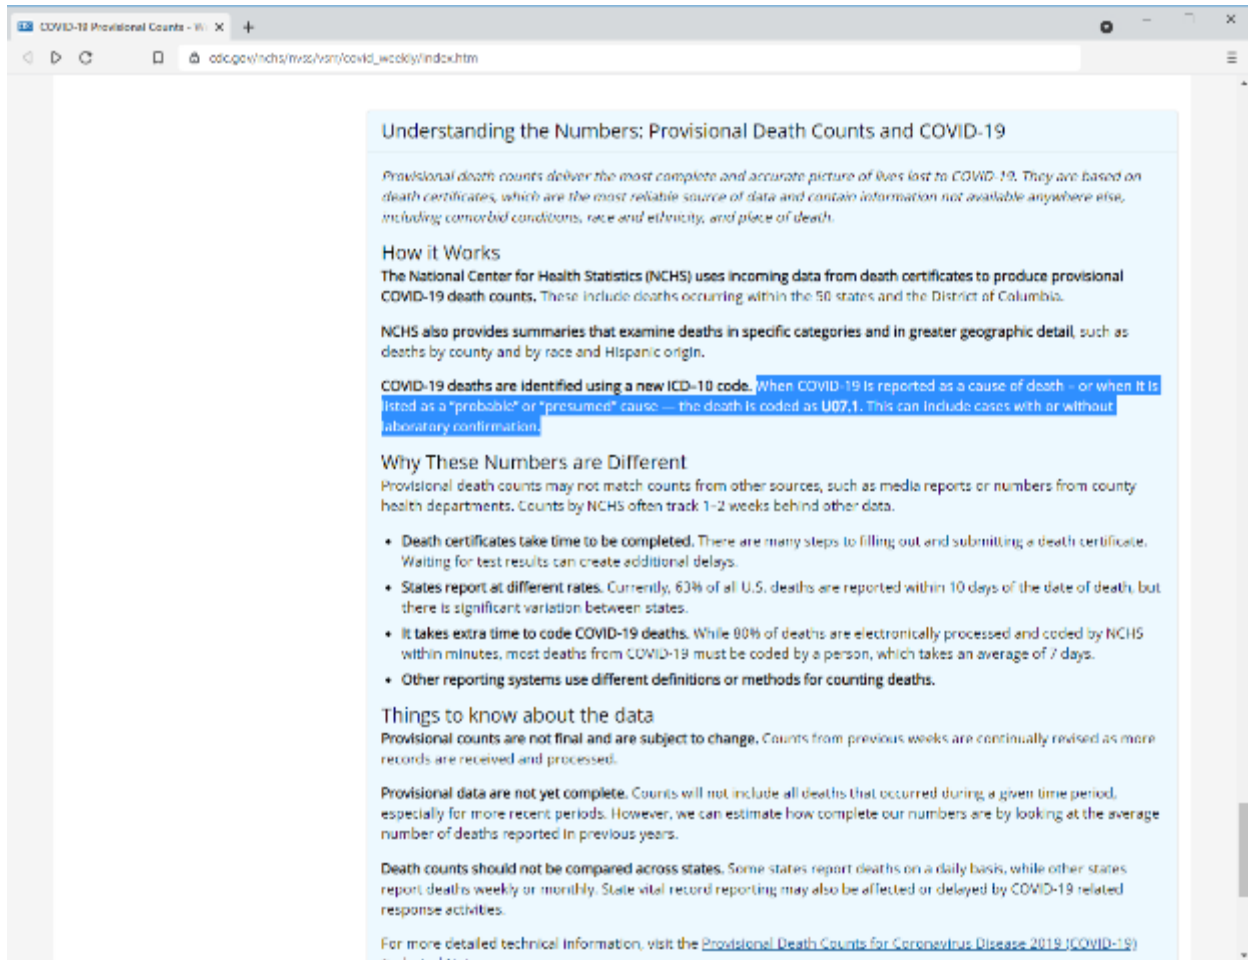 COVID-19 Provisional Counts - W
cdc.gov/nchs/nvss/vsrr/covid_weekly/index.htm
Understanding the Numbers: Provisional Death Counts and COVID-19
Provisional death counts deliver the most complete and accurate picture of lives lost to COVID-19. They are based on
death certificates, which are the most reliable source of data and contain information not available anywhere else,
including comorbid conditions, race and ethnicity, and place of death.
How it Works
The National Center for Health Statistics (NCHS) uses incoming data from death certificates to produce provisional
COVID-19 death counts. These include deaths occurring within the 50 states and the District of Columbia.
NCHS also provides summaries that examine deaths in specific categories and in greater geographic detail, such as
deaths by county and by race and Hispanic origin.
COVID-19 deaths are identified using a new ICD–10 code. When COVID-19 is reported as a cause of death – or when it is
listed as a “probable” or “presumed” cause — the death is coded as U07.1. This can include cases with or without
laboratory confirmation.
Why These Numbers are Different
Provisional death counts may not match counts from other sources, such as media reports or numbers from county
health departments. Counts by NCHS often track 1–2 weeks behind other data.
• Death certificates take time to be completed. There are many steps to filling out and submitting a death certificate.
Waiting for test results can create additional delays.
• States report at different rates. Currently, 63% of all U.S. deaths are reported within 10 days of the date of death, but
there is significant variation between states.
• It takes extra time to code COVID-19 deaths. While 80% of deaths are electronically processed and coded by NCHS
within minutes, most deaths from COVID-19 must be coded by a person, which takes an average of 7 days.
• Other reporting systems use different definitions or methods for counting deaths.
Things to know about the data
Provisional counts are not final and are subject to change. Counts from previous weeks are continually revised as more
records are received and processed.
Provisional data are not yet complete. Counts will not include all deaths that occurred during a given time period,
especially for more recent periods. However, we can estimate how complete our numbers are by looking at the average
number of deaths reported in previous years.
Death counts should not be compared across states. Some states report deaths on a daily basis, while other states
report deaths weekly or monthly. State vital record reporting may also be affected or delayed by COVID-19 related
response activities.
For more detailed technical information, visit the Provisional Death Counts for Coronavirus Disease 2019 (COVID-19)